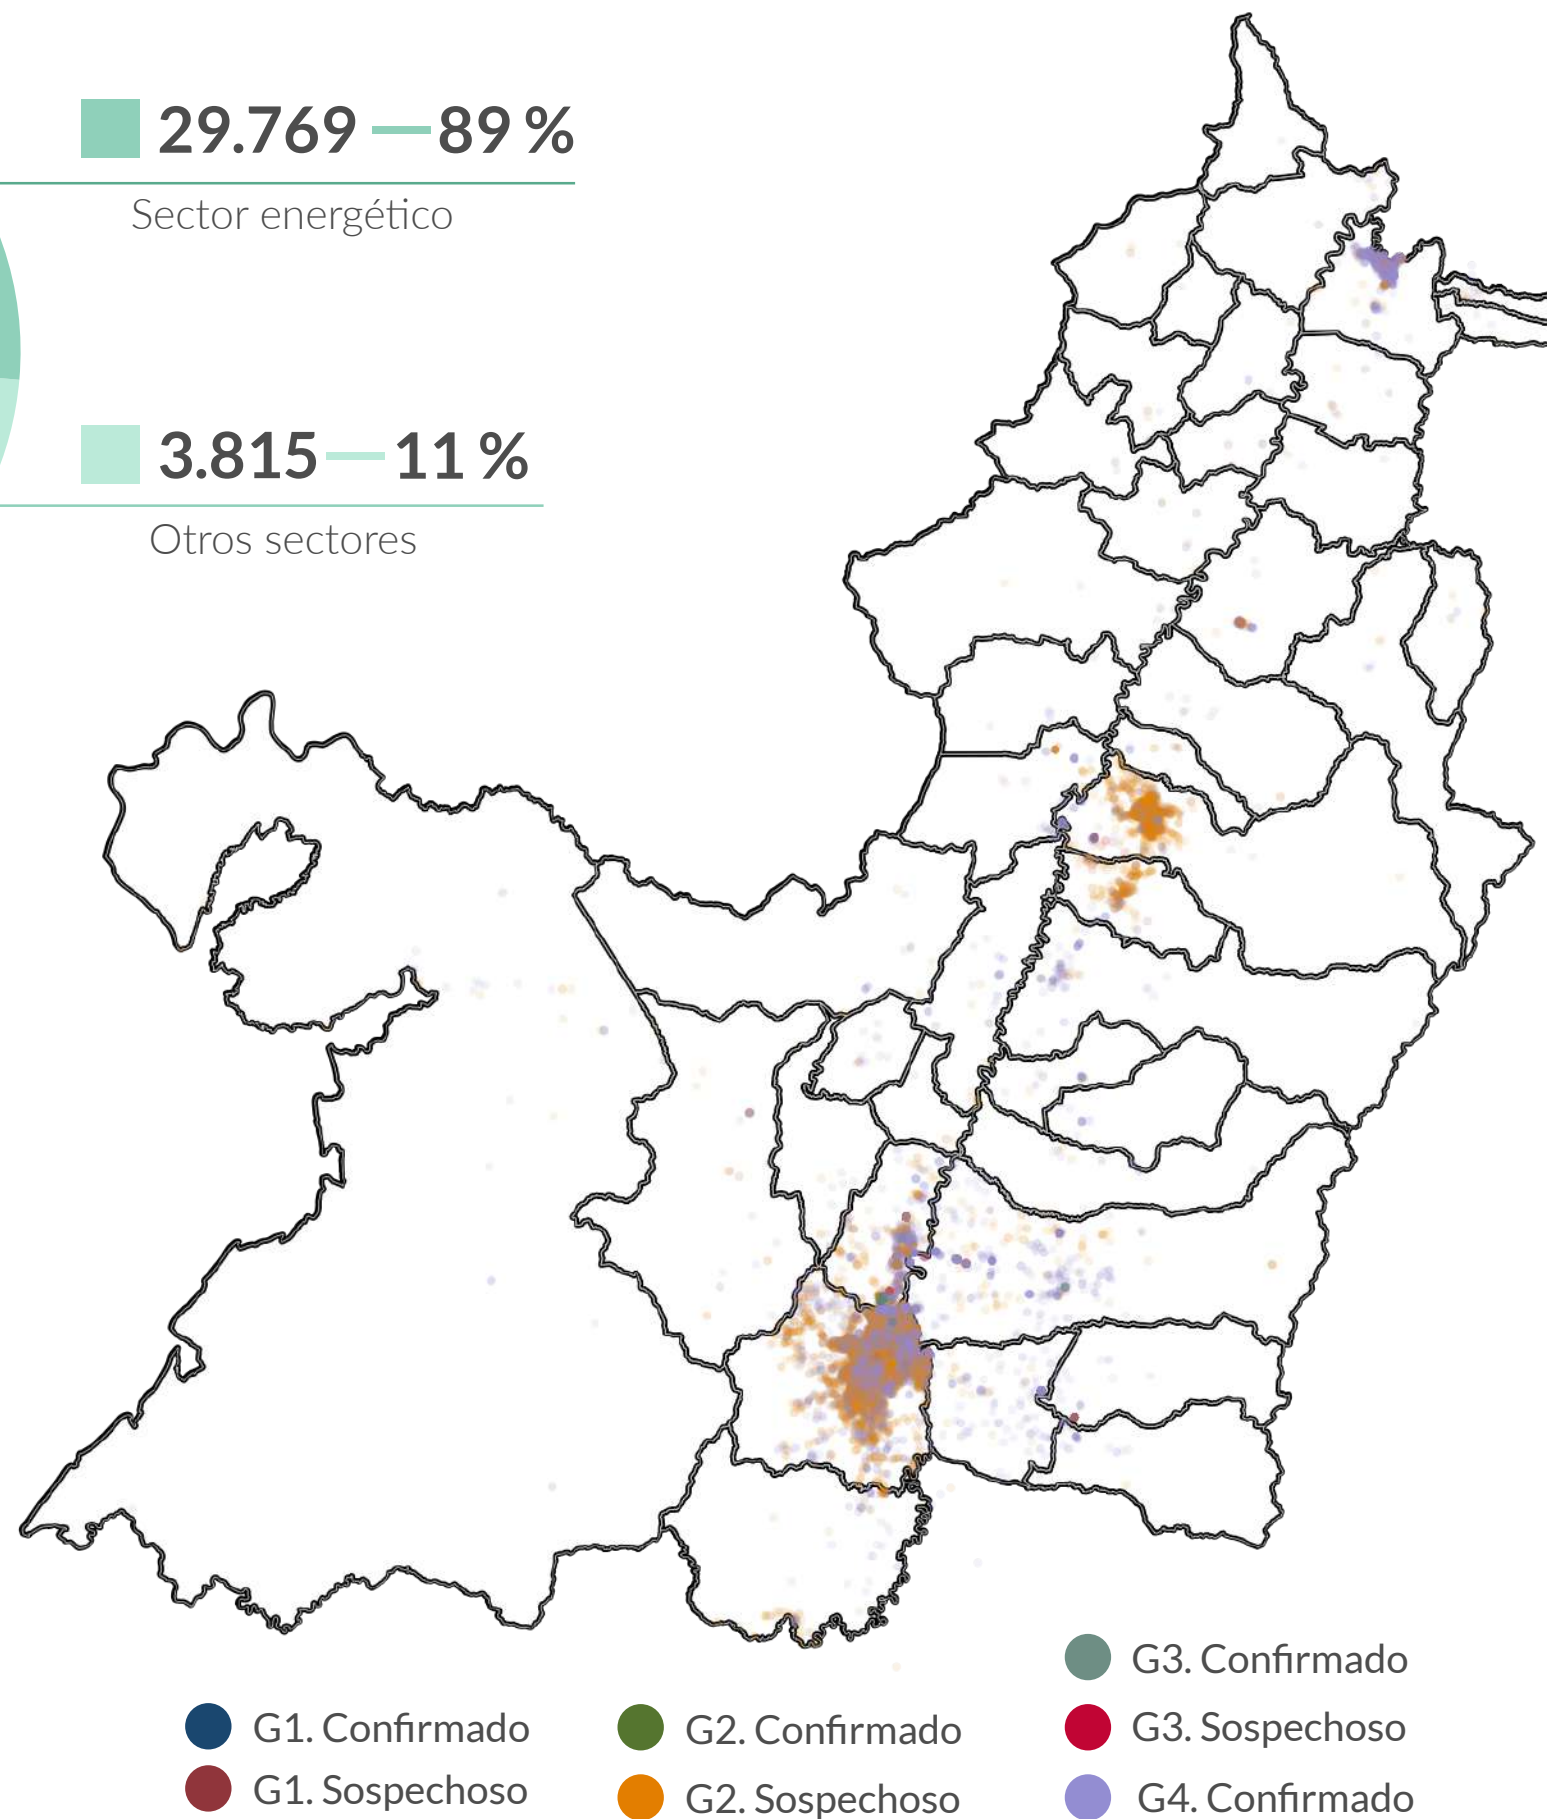 29.769 — 89 %
Sector energético
3.815 — 11 %
Otros sectores
G3. Confirmado
G1. Confirmado
G2. Confirmado
G3. Sospechoso
G1. Sospechoso
G2. Sospechoso
G4. Confirmado